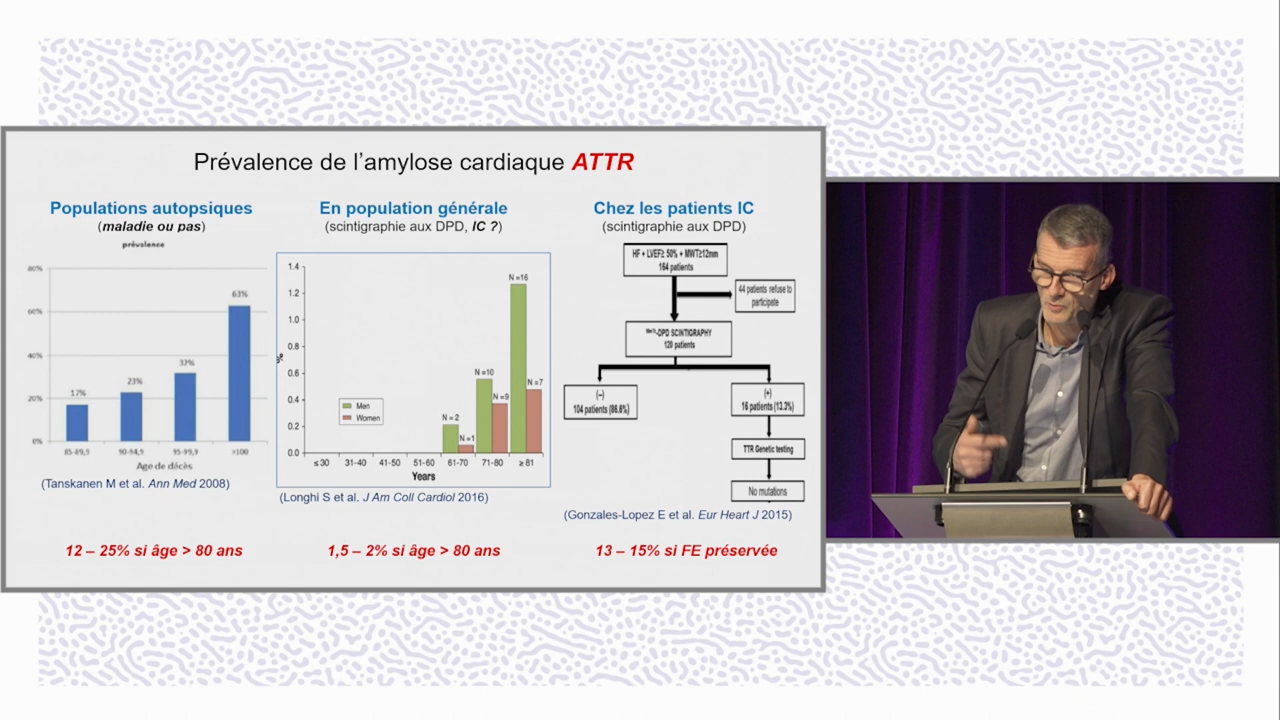 Prévalence de l’amylose cardiaque ATTR
Populations autopsiques
(maladie ou pas)
prévalence
80%
60%
40%
20%
0%
17%
23%
32%
63%
85-89,9
90-94,9
95-99,9
>100
Age de décès
(Tanskanen M et al. Ann Med 2008)
12 – 25% si âge > 80 ans
En population générale
(scintigraphie aux DPD, IC ?)
%
1.4
1.2
1.0
0.8
0.6
0.4
0.2
0.0
Men
Women
N =2
N =1
N =10
N =9
N =16
N =7
≤ 30
31-40
41-50
51-60
61-70
71-80
≥ 81
Years
(Longhi S et al. J Am Coll Cardiol 2016)
1,5 – 2% si âge > 80 ans
Chez les patients IC
(scintigraphie aux DPD)
HF + LVEF≥ 50% + MWT≥12mm
164 patients
44 patients refuse to
participate
-DPD SCINTIGRAPHY
120 patients
(–)
104 patients (86.6%)
(+)
16 patients (13.3%)
TTR Genetic testing
No mutations
(Gonzales-Lopez E et al. Eur Heart J 2015)
13 – 15% si FE préservée